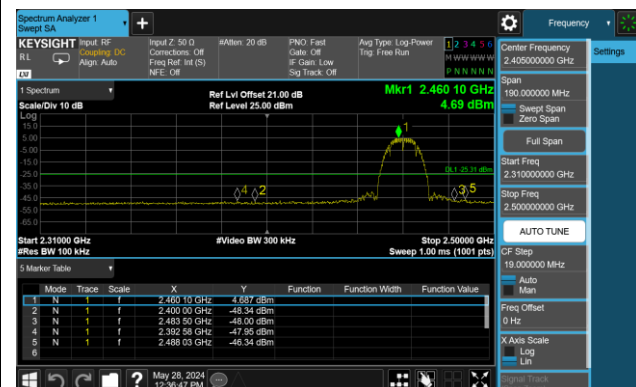 Spectrum Analyzer 1
Swept SA
Frequency
KEYSIGHT
RL
LXI
Input: RF
Coupling: DC
Align: Auto
Input Z: 50 Ω
Corrections: Off
Freq Ref: Int (S)
NFE: Off
#Atten: 20 dB
PNO: Fast
Gate: Off
IF Gain: Low
Sig Track: Off
Avg Type: Log-Power
Trig: Free Run
1 2 3 4 5 6
M W W W W W
P N N N N N
1 Spectrum
Scale/Div 10 dB
Ref Lvl Offset 21.00 dB
Ref Level 25.00 dBm
Mkr1 2.460 10 GHz
4.69 dBm
Log
15.0
5.00
-5.00
-15.0
-25.0
-35.0
-45.0
-55.0
-65.0
1
DL1 -25.31 dBm
4 2
3 5
Start 2.31000 GHz
#Res BW 100 kHz
#Video BW 300 kHz
Stop 2.50000 GHz
Sweep 1.00 ms (1001 pts)
5 Marker Table
Mode Trace Scale X Y Function Function Width Function Value
1 N 1 f 2.460 10 GHz 4.687 dBm
2 N 1 f 2.400 00 GHz -48.34 dBm
3 N 1 f 2.483 50 GHz -48.00 dBm
4 N 1 f 2.392 58 GHz -47.95 dBm
5 N 1 f 2.488 03 GHz -46.34 dBm
6
May 28, 2024
12:36:47 PM
Center Frequency
2.405000000 GHz
Settings
Span
190.000000 MHz
Swept Span
Zero Span
Full Span
Start Freq
2.310000000 GHz
Stop Freq
2.500000000 GHz
AUTO TUNE
CF Step
19.000000 MHz
Auto
Man
Freq Offset
0 Hz
X Axis Scale
Log
Lin
Signal Track